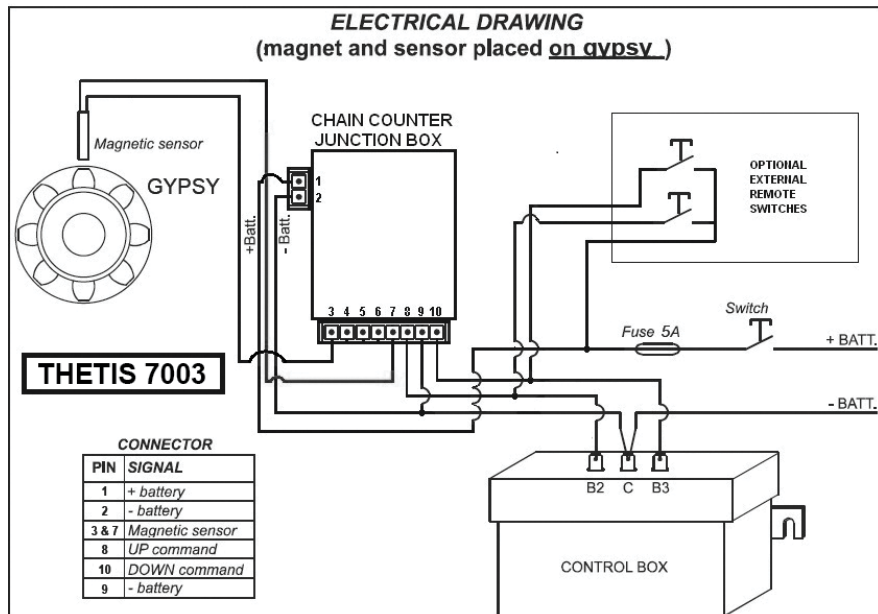 ELECTRICAL DRAWING
(magnet and sensor placed on gypsy )
Magnetic sensor
GYPSY
CHAIN COUNTER
JUNCTION BOX
1
2
+Batt.
- Batt.
3 4 5 6 7 8 9 10
OPTIONAL
EXTERNAL
REMOTE
SWITCHES
Fuse 5A
Switch
+ BATT.
- BATT.
THETIS 7003
CONNECTOR
PIN SIGNAL
1 + battery
2 - battery
3 & 7 Magnetic sensor
8 UP command
10 DOWN command
9 - battery
B2 C B3
CONTROL BOX